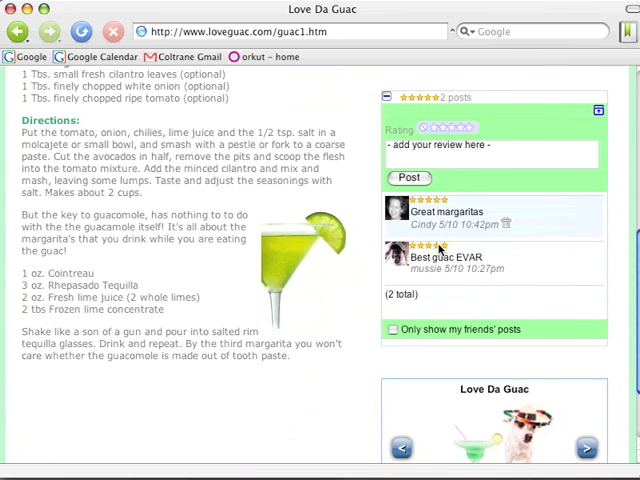 Love Da Guac
http://www.loveguac.com/guac1.htm
Google
Google
Google Calendar
Coltrane Gmail
orkut - home
1 Tbs. small fresh cilantro leaves (optional)
1 Tbs. finely chopped white onion (optional)
1 Tbs. finely chopped ripe tomato (optional)
Directions:
Put the tomato, onion, chilies, lime juice and the 1/2 tsp. salt in a
molcajete or small bowl, and smash with a pestle or fork to a coarse
paste. Cut the avocados in half, remove the pits and scoop the flesh
into the tomato mixture. Add the minced cilantro and mix and
mash, leaving some lumps. Taste and adjust the seasonings with
salt. Makes about 2 cups.
But the key to guacomole, has nothing to to do
with the the guacamole itself! It's all about the
margarita's that you drink while you are eating
the guac!
1 oz. Cointreau
3 oz. Rhepasado Tequilla
2 oz. Fresh lime juice (2 whole limes)
2 tbs Frozen lime concentrate
Shake like a son of a gun and pour into salted rim
tequilla glasses. Drink and repeat. By the third margarita you won't
care whether the guacomole is made out of tooth paste.
2 posts
Rating
- add your review here -
Post
Great margaritas
Cindy 5/10 10:42pm
Best guac EVAR
mussie 5/10 10:27pm
(2 total)
Only show my friends' posts
Love Da Guac
< >